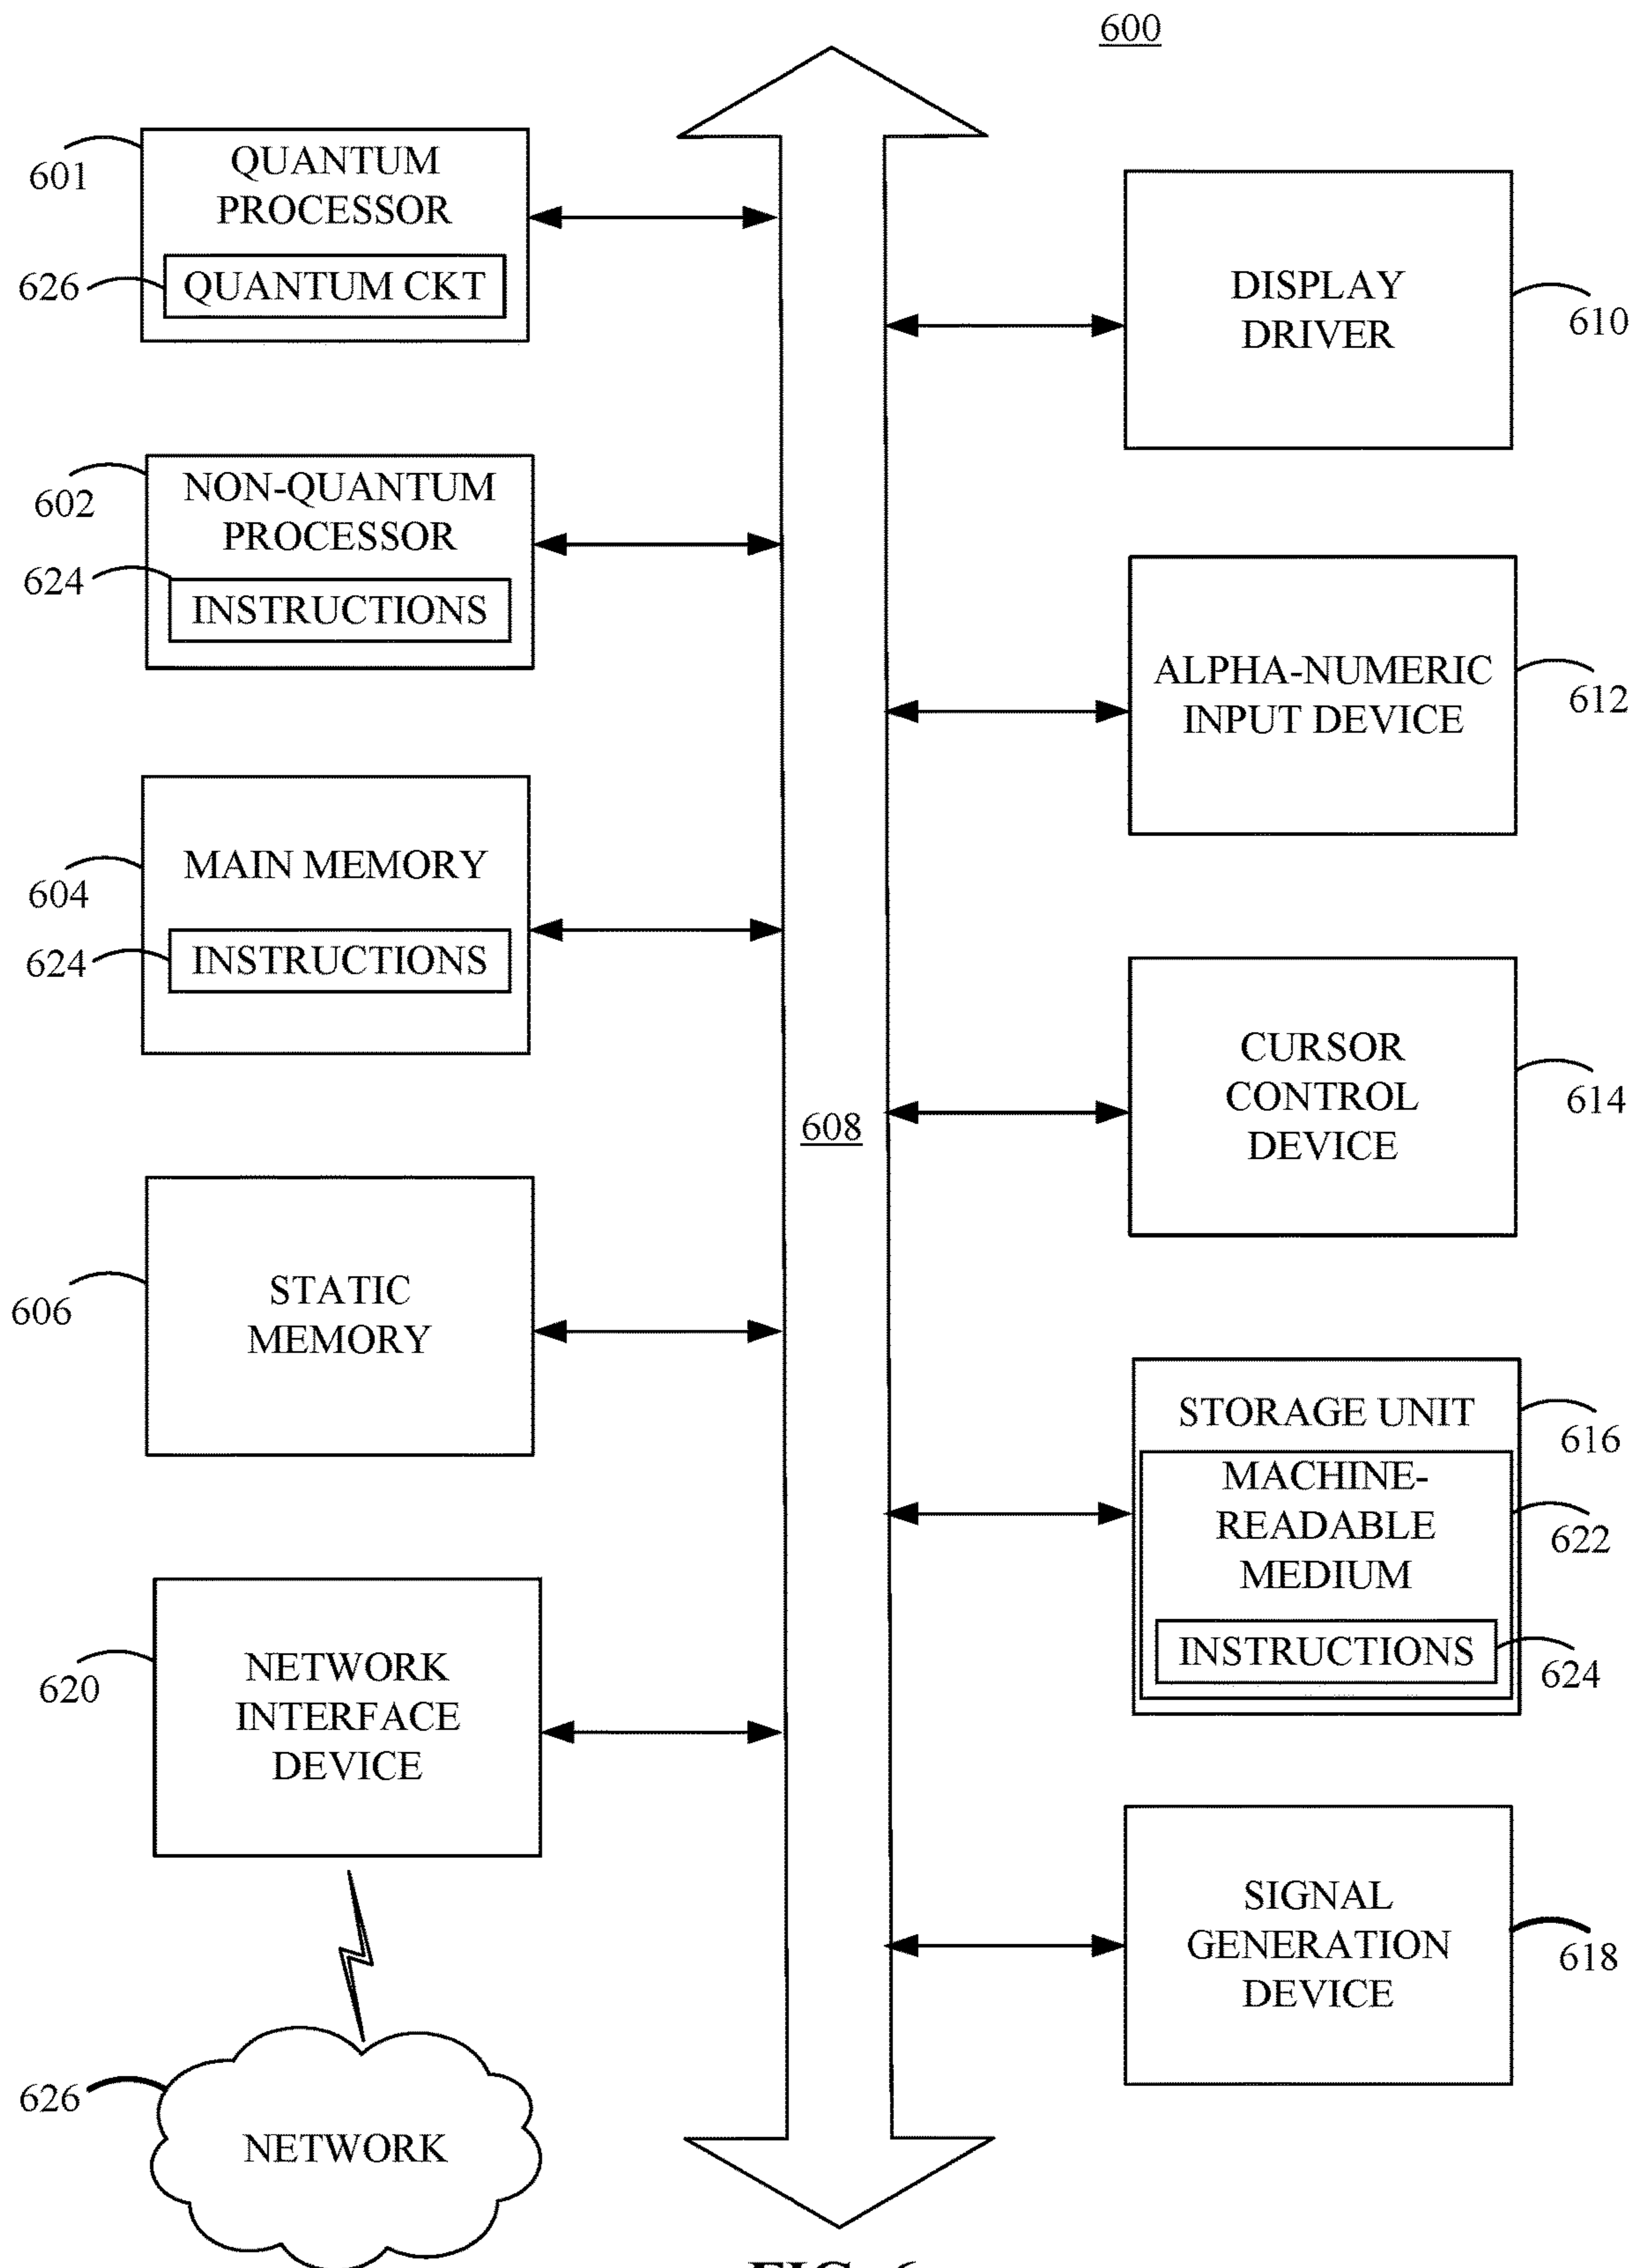 600
601
QUANTUM
PROCESSOR
626
QUANTUM CKT
602
NON-QUANTUM
PROCESSOR
624
INSTRUCTIONS
604
MAIN MEMORY
624
INSTRUCTIONS
606
STATIC
MEMORY
620
NETWORK
INTERFACE
DEVICE
626
NETWORK
608
DISPLAY
DRIVER
610
ALPHA-NUMERIC
INPUT DEVICE
612
CURSOR
CONTROL
DEVICE
614
STORAGE UNIT
616
MACHINE-
READABLE
MEDIUM
622
INSTRUCTIONS
624
SIGNAL
GENERATION
DEVICE
618
FIG. 6